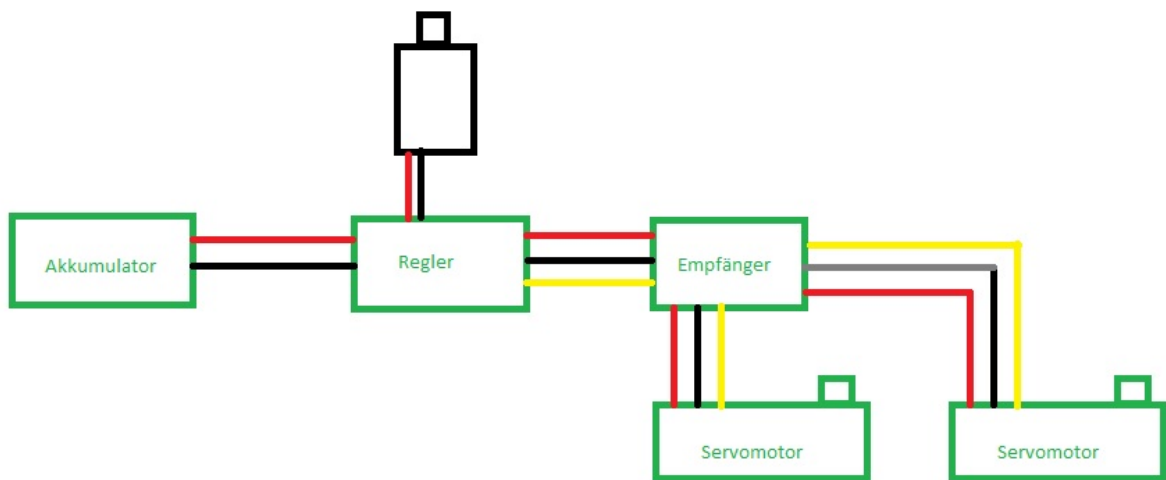 Akkumulator
Regler
Empfänger
Servomotor
Servomotor